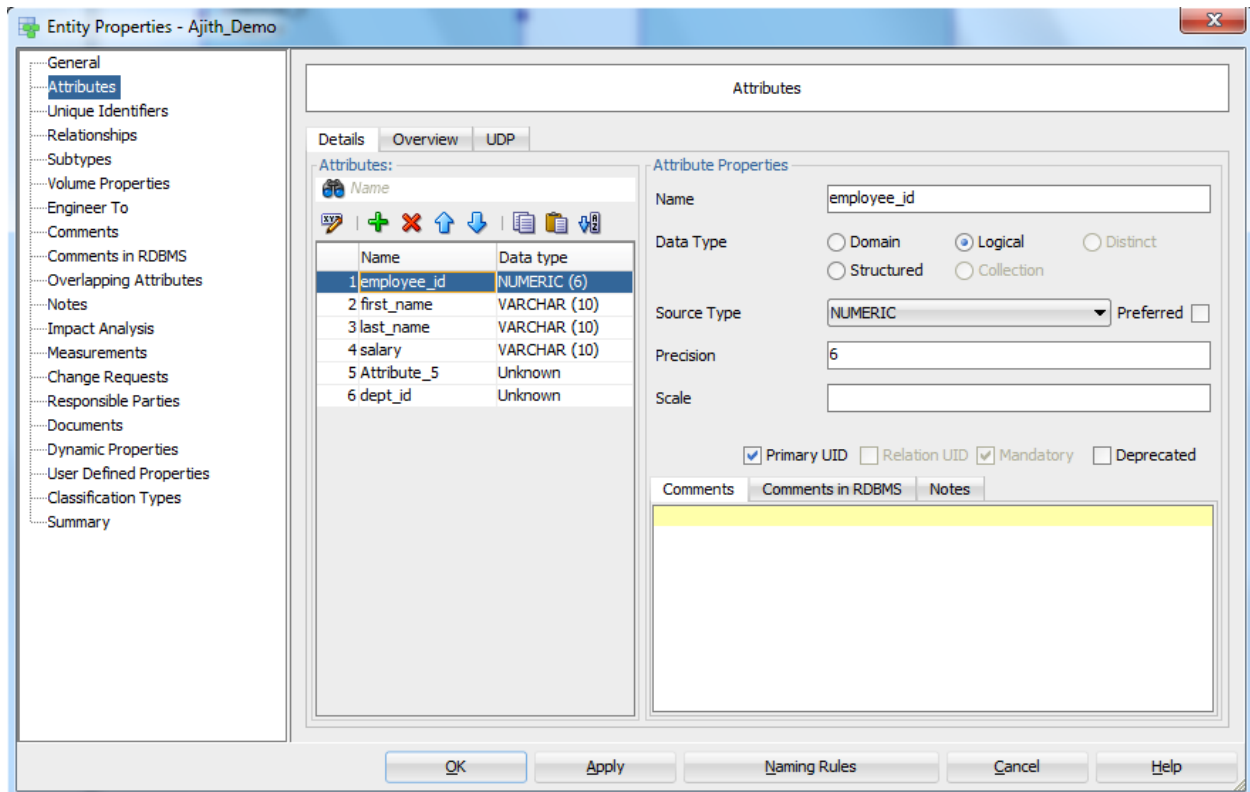 Entity Properties - Ajith_Demo
General
Attributes
Unique Identifiers
Relationships
Subtypes
Volume Properties
Engineer To
Comments
Comments in RDBMS
Overlapping Attributes
Notes
Impact Analysis
Measurements
Change Requests
Responsible Parties
Documents
Dynamic Properties
User Defined Properties
Classification Types
Summary
Attributes
Details Overview UDP
Attributes:
Name
Name Data type
1 employee_id NUMERIC (6)
2 first_name VARCHAR (10)
3 last_name VARCHAR (10)
4 salary VARCHAR (10)
5 Attribute_5 Unknown
6 dept_id Unknown
Attribute Properties
Name employee_id
Data Type Domain Logical Distinct
Structured Collection
Source Type NUMERIC Preferred
Precision 6
Scale
Primary UID Relation UID Mandatory Deprecated
Comments Comments in RDBMS Notes
OK Apply Naming Rules Cancel Help